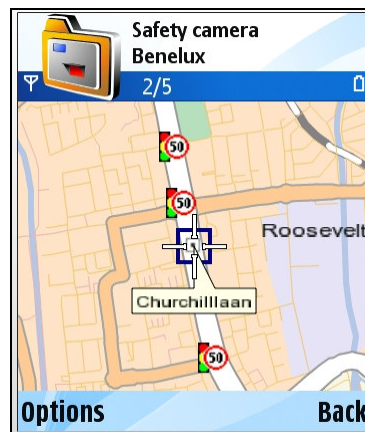 Safety camera
Benelux
2/5
50
50
Roosevelt
Churchilllaan
50
Options
Back